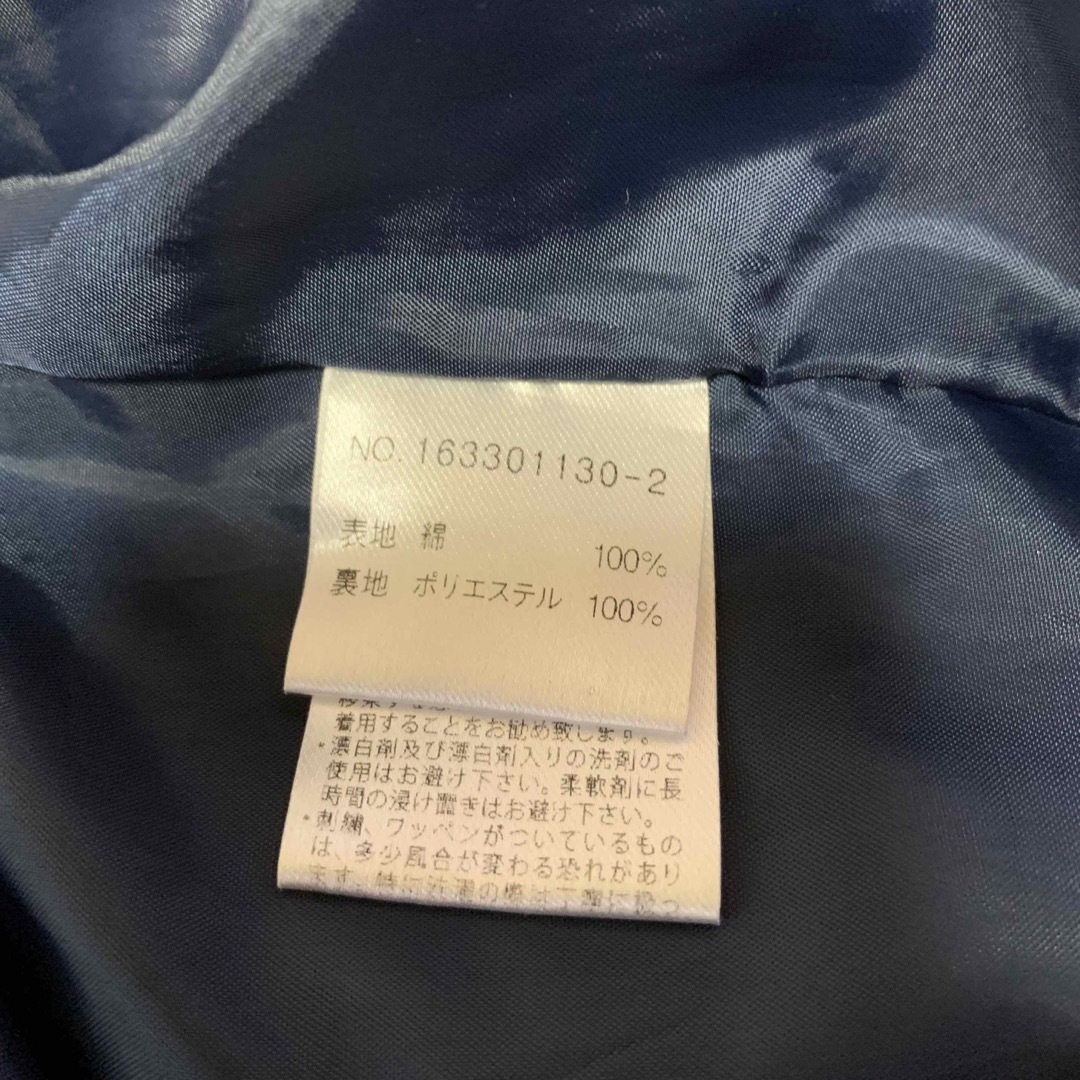 NO. 163301130-2
表地 綿 100%
裏地 ポリエステル 100%
着用することをお勧め致します。
*漂白剤及び漂白剤入りの洗剤のご
使用はお避け下さい。柔軟剤に長
時間の浸け置きはお避け下さい。
*刺繍、ワッペンがついているもの
は、多少風合が変わる恐れがあり
ます。